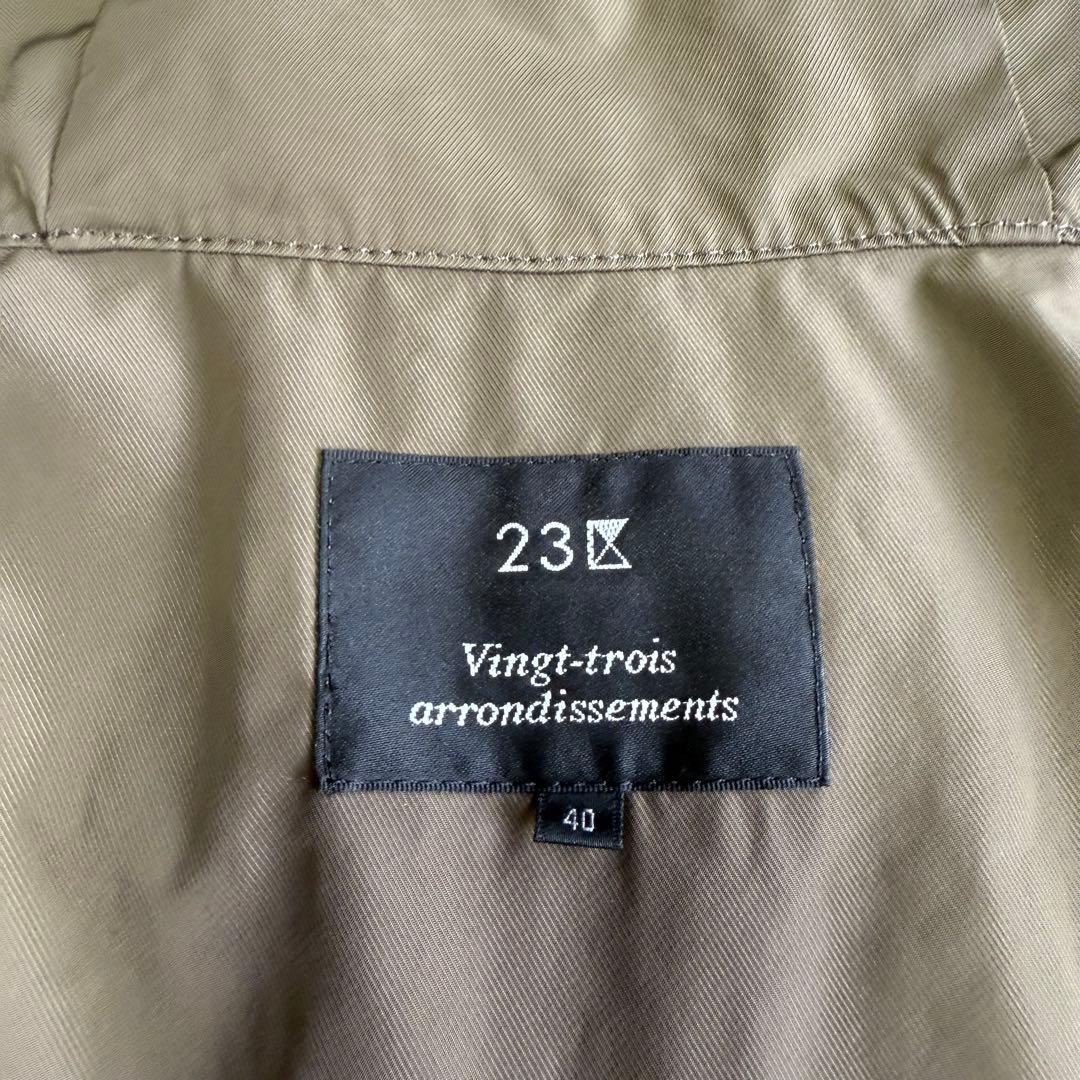 23区
Vingt-trois
arrondissements
40